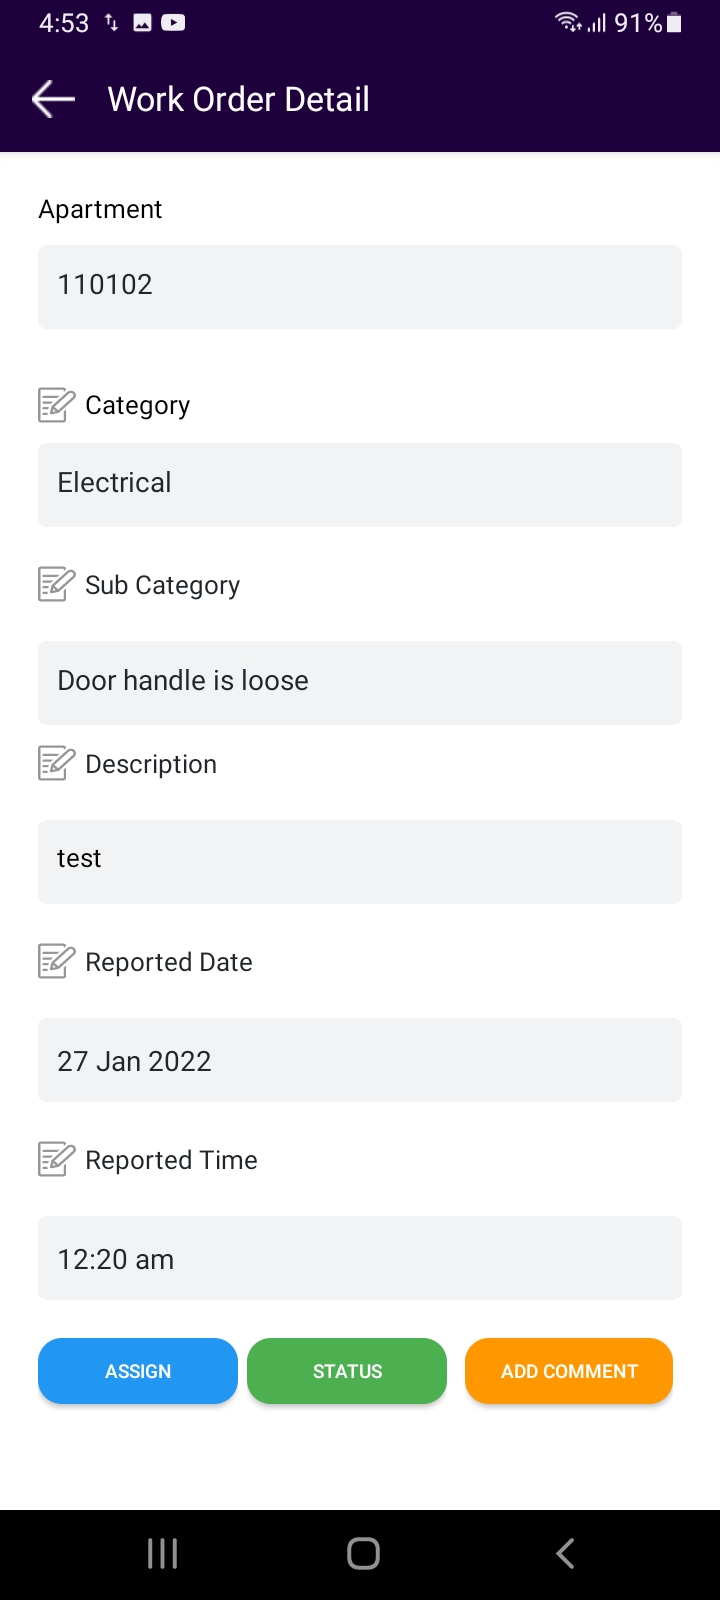 4:53 91%
Work Order Detail
Apartment
110102
Category
Electrical
Sub Category
Door handle is loose
Description
test
Reported Date
27 Jan 2022
Reported Time
12:20 am
ASSIGN STATUS ADD COMMENT